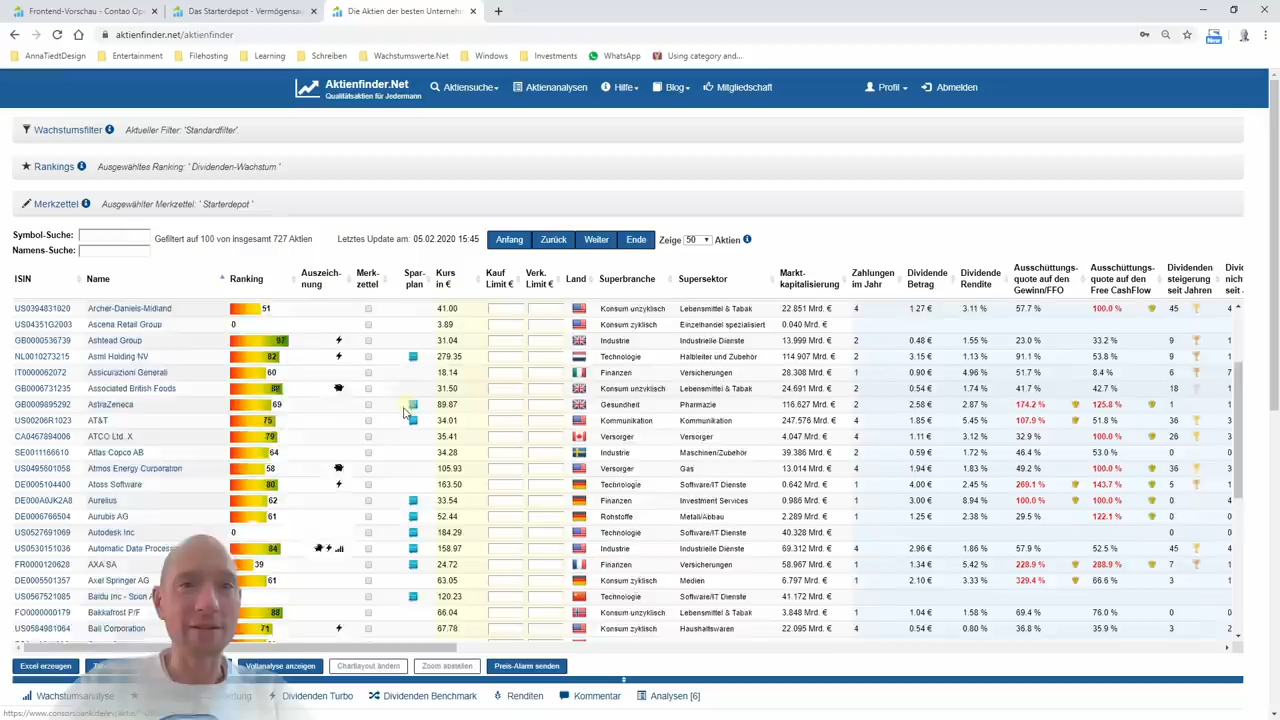 Frontend-Vorschau - Contao Ope
Das Starterdepot - Vermögensau
Die Aktien der besten Unterneh
aktienfinder.net/aktienfinder
AnnaTiedtDesign Entertainment Filehosting Learning Schreiben Wachstumswerte.Net Windows Investments WhatsApp Using category and...
Aktienfinder.Net
Qualitätsaktien für Jedermann
Aktiensuche Aktienanalysen Hilfe Blog Mitgliedschaft Profil Abmelden
Wachstumsfilter Aktueller Filter: 'Standardfilter'.
Rankings Ausgewähltes Ranking: ' Dividenden-Wachstum '
Merkzettel Ausgewählter Merkzettel: ' Starterdepot '
Symbol-Suche:
Namens-Suche:
Gefiltert auf 100 von insgesamt 727 Aktien Letztes Update am: 05.02.2020 15:45 Anfang Zurück Weiter Ende Zeige 50 Aktien
ISIN Name Ranking Auszeich-nung Merk-zettel Spar-plan Kurs in € Kauf Limit € Verk. Limit € Land Superbranche Supersektor Markt-kapitalisierung Zahlungen im Jahr Dividende Betrag Dividende Rendite Ausschüttungs-quote auf den Gewinn/FFO Ausschüttungs-quote auf den Free CashFlow Dividenden steigerung seit Jahren
US0394831020 Archer-Daniels-Midland 51 41.00 Konsum unzyklisch Lebensmittel & Tabak 22.851 Mrd. € 4 1.27 € 3.11 % 57.7 % 100.0 % 45 4
US04351G2003 Ascena Retail Group 0 3.89 Konsum zyklisch Einzelhandel spezialisiert 0.040 Mrd. € 0 0
GB0000536739 Ashtead Group 97 31.04 Industrie Industrielle Dienste 13.999 Mrd. € 2 0.48 € 1.55 % 23.0 % 33.2 % 9 1
NL0010273215 Asml Holding NV 82 279.35 Technologie Halbleiter und Zubehör 114.907 Mrd. € 2 3.15 € 1.13 % 91.1 % 53.8 % 9 1
IT0000062072 Assicurazioni Generali 60 18.14 Finanzen Versicherungen 28.308 Mrd. € 1 0.90 € 4.96 % 51.7 % 8.4 % 6 7
GB0006731235 Associated British Foods 31.50 Konsum unzyklisch Lebensmittel & Tabak 24.691 Mrd. € 2 0.54 € 1.74 % 41.7 % 42.7 % 18 1
GB0009895292 AstraZeneca 69 89.87 Gesundheit Pharmazie 116.627 Mrd. € 2 2.58 € 2.87 % 174.2 % 125.8 % 1 1
US00206R1023 AT&T 75 34.01 Kommunikation Kommunikation 247.576 Mrd. € 4 1.85 € 5.45 % 107.9 % 51.8 % 36 1
CA0467894006 ATCO Ltd. X 79 35.41 Versorger Versorger 4.047 Mrd. € 4 1.11 € 3.12 % 32.9 % 100.0 % 26 1
SE0011166610 Atlas Copco AB 64 34.28 Industrie Maschinen/Zubehör 39.386 Mrd. € 2 0.59 € 1.72 % 46.4 % 53.0 % 0 4
US0495601058 Atmos Energy Corporation 58 105.93 Versorger Gas 13.014 Mrd. € 4 1.94 € 1.83 % 49.2 % 100.0 % 36 3
DE0005104400 Atoss Software 80 163.50 Technologie Software/IT Dienste 0.642 Mrd. € 1 4.00 € 2.45 % 269.1 % 143.7 % 5 1
DE000A0JK2A8 Aurelius 62 33.54 Finanzen Investment Services 0.986 Mrd. € 1 3.00 € 8.94 % 100.0 % 100.0 % 0 4
DE0006766504 Aurubis AG 61 52.44 Rohstoffe Metall/Abbau 2.289 Mrd. € 1 1.25 € 2.38 % 29.5 % 122.1 % 0 1
US0527691069 Autodesk Inc 0 184.29 Technologie Software/IT Dienste 40.328 Mrd. € 0 0
US0530151036 Automatic Data Process 84 158.97 Industrie Industrielle Dienste 69.312 Mrd. € 4 2.96 € 1.86 % 57.9 % 52.5 % 45 4
FR0000120628 AXA SA 39 24.72 Finanzen Versicherungen 58.967 Mrd. € 1 1.34 € 5.42 % 228.9 % 288.9 % 7 1
DE0005501357 Axel Springer AG 61 63.05 Konsum zyklisch Medien 6.797 Mrd. € 1 2.10 € 3.33 % 329.4 % 66.6 % 3 1
US0567521085 Baidu Inc - Spon A 120.23 Technologie Software/IT Dienste 41.172 Mrd. € 0 0
FO0000000179 Bakkafrost P/F 88 66.04 Konsum unzyklisch Lebensmittel & Tabak 3.848 Mrd. € 1 1.04 € 1.58 % 69.4 % 76.0 % 0 0
US0584981064 Ball Corporation 71 67.78 Konsum zyklisch Haushaltswaren 22.095 Mrd. € 4 0.54 € 0.80 % 36.8 % 35.9 % 3 1
Excel erzeugen Vollanalyse anzeigen Chartlayout ändern Zoom abstellen Preis-Alarm senden
Wachstumsanalyse Dividenden Turbo Dividenden Benchmark Renditen Kommentar Analysen [6]